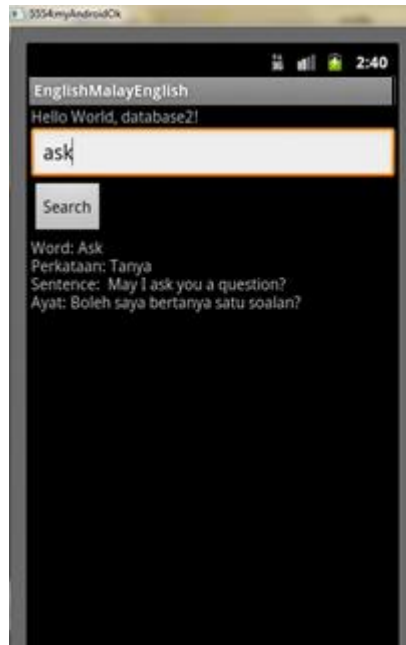 5554:myAndroidOk
2:40
EnglishMalayEnglish
Hello World, database2!
ask
Search
Word: Ask
Perkataan: Tanya
Sentence: May I ask you a question?
Ayat: Boleh saya bertanya satu soalan?